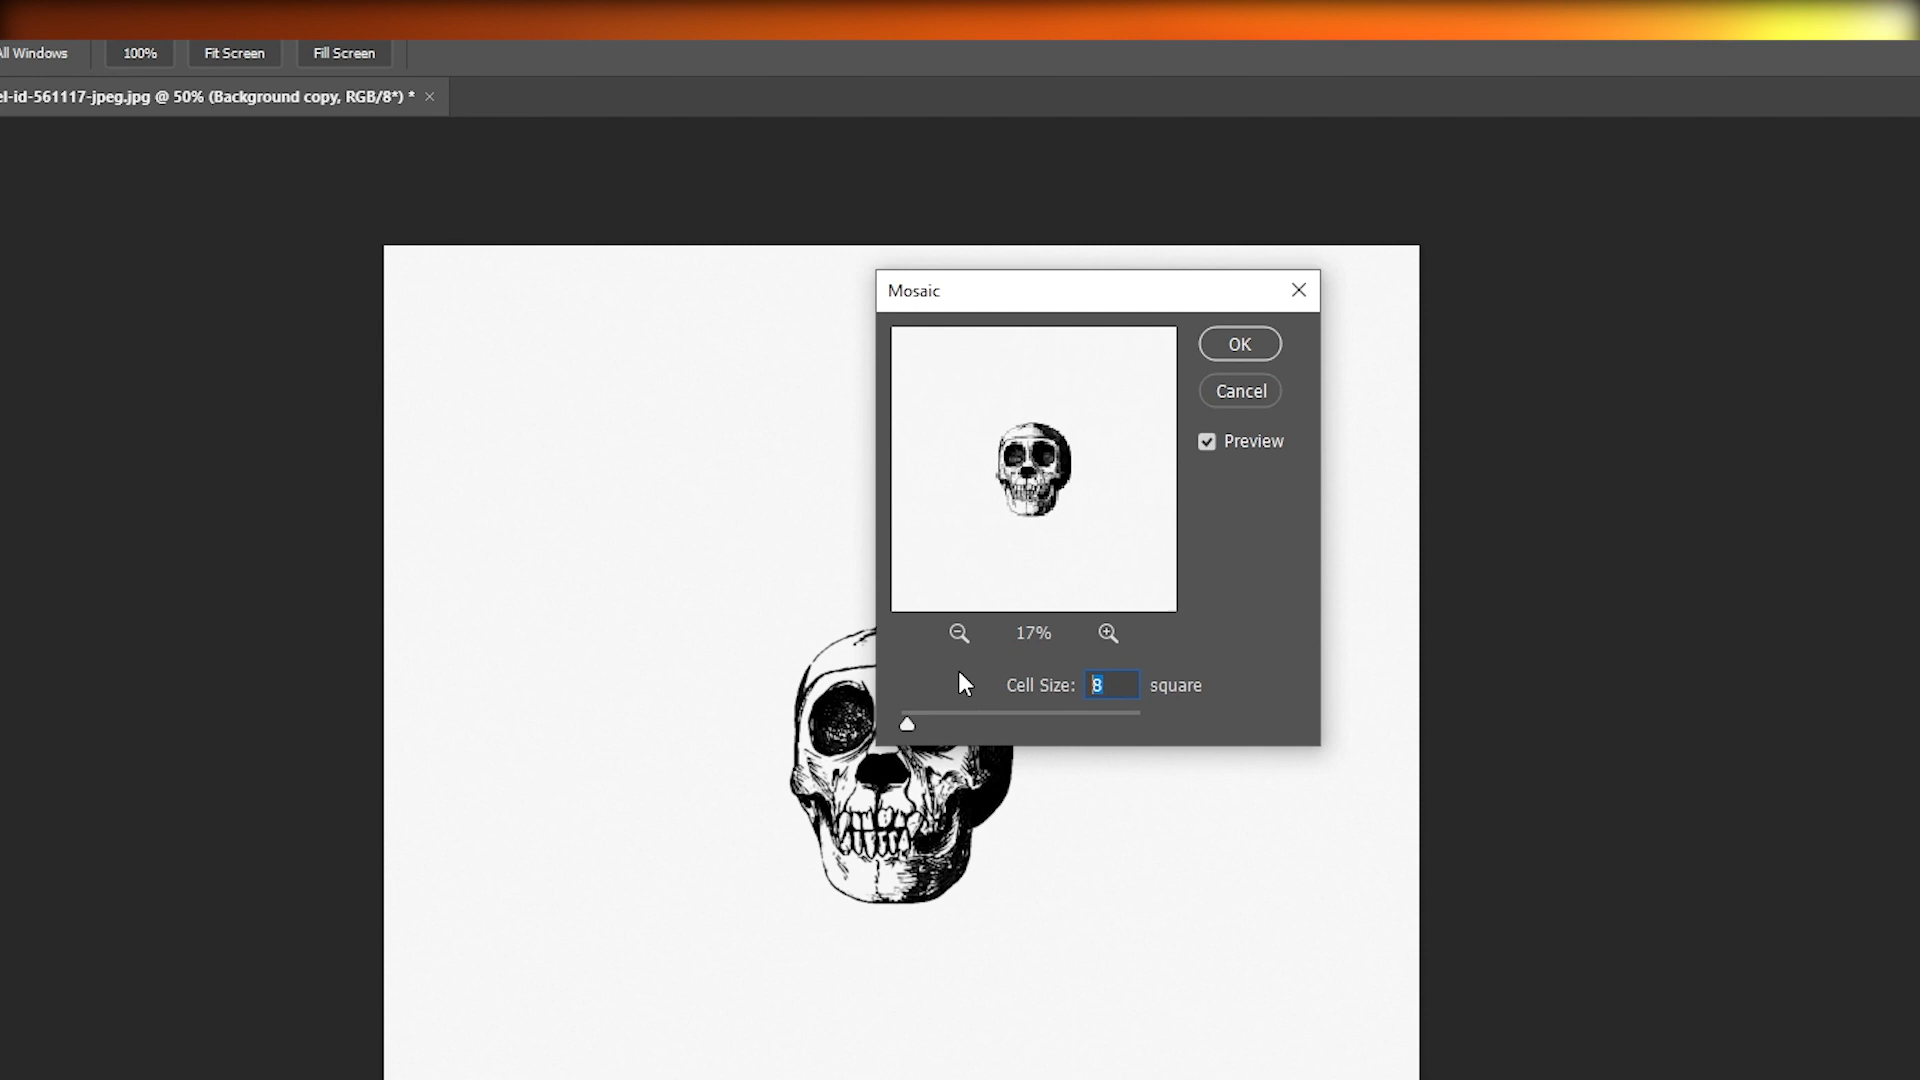 All Windows
100%
Fit Screen
Fill Screen
el-id-561117-jpeg.jpg @ 50% (Background copy, RGB/8*) *
Mosaic
OK
Cancel
Preview
17%
Cell Size: 8 square